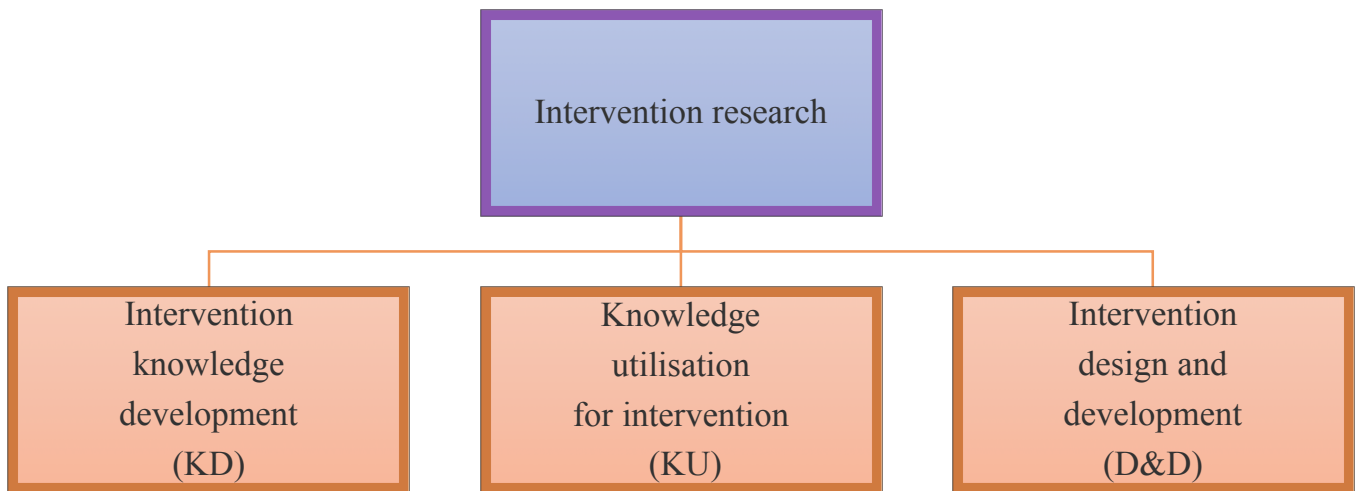 Intervention research
Intervention
knowledge
development
(KD)
Knowledge
utilisation
for intervention
(KU)
Intervention
design and
development
(D&D)